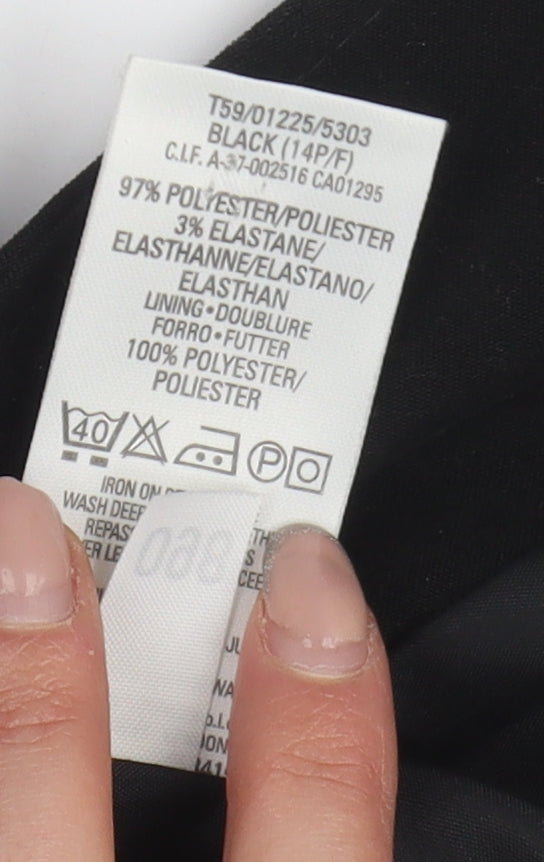 T59/01225/5303
BLACK (14P/F)
C.I.F. A-37-002516 CA01295
97% POLYESTER/POLIESTER
3% ELASTANE/
ELASTHANNE/ELASTANO/
ELASTHAN
LINING•DOUBLURE
FORRO•FUTTER
100% POLYESTER/
POLIESTER
40
P
IRON ON
WASH